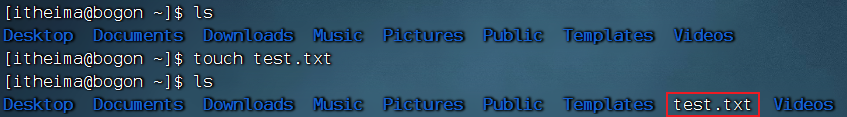 [itheima@bogon ~]$ ls
Desktop  Documents  Downloads  Music  Pictures  Public  Templates  Videos
[itheima@bogon ~]$ touch test.txt
[itheima@bogon ~]$ ls
Desktop  Documents  Downloads  Music  Pictures  Public  Templates  test.txt  Videos